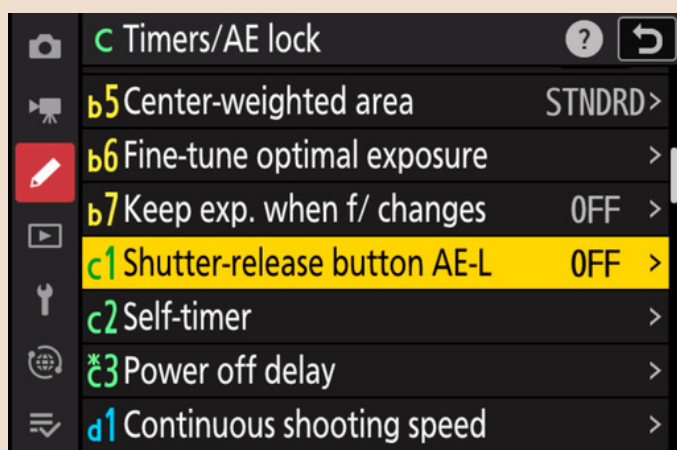 C Timers/AE lock ?
b5 Center-weighted area STNDRD >
b6 Fine-tune optimal exposure >
b7 Keep exp. when f/ changes OFF >
c1 Shutter-release button AE-L OFF >
c2 Self-timer >
*c3 Power off delay >
d1 Continuous shooting speed >